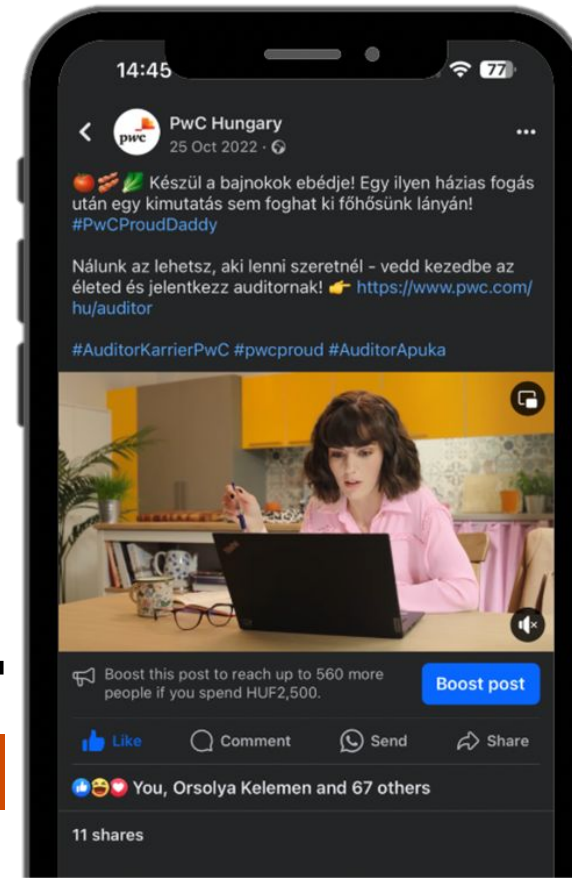 14:45
77
pwc
PwC Hungary
25 Oct 2022 ·
🍅🥓🥬 Készül a bajnokok ebédje! Egy ilyen házias fogás
után egy kimutatás sem foghat ki főhősünk lányán!
#PwCProudDaddy
Nálunk az lehetsz, aki lenni szeretnél – vedd kezedbe az
életed és jelentkezz auditornak! 👉 https://www.pwc.com/
hu/auditor
#AuditorKarrierPwC #pwcproud #AuditorApuka
ThinkPad
Boost this post to reach up to 560 more
people if you spend HUF2,500.
Boost post
Like
Comment
Send
Share
You, Orsolya Kelemen and 67 others
11 shares